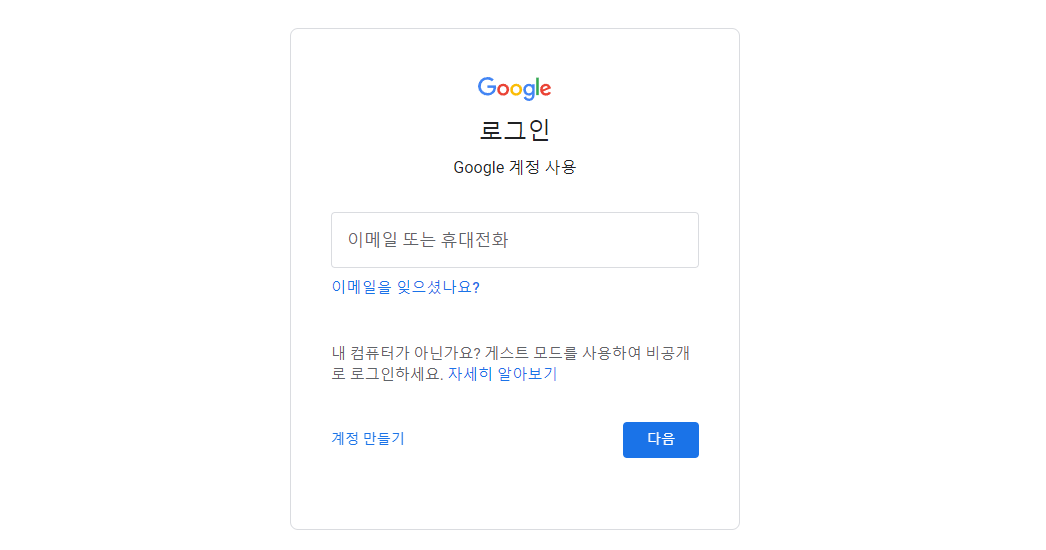 Google
로그인
Google 계정 사용
이메일 또는 휴대전화
이메일을 잊으셨나요?
내 컴퓨터가 아닌가요? 게스트 모드를 사용하여 비공개
로 로그인하세요. 자세히 알아보기
계정 만들기
다음